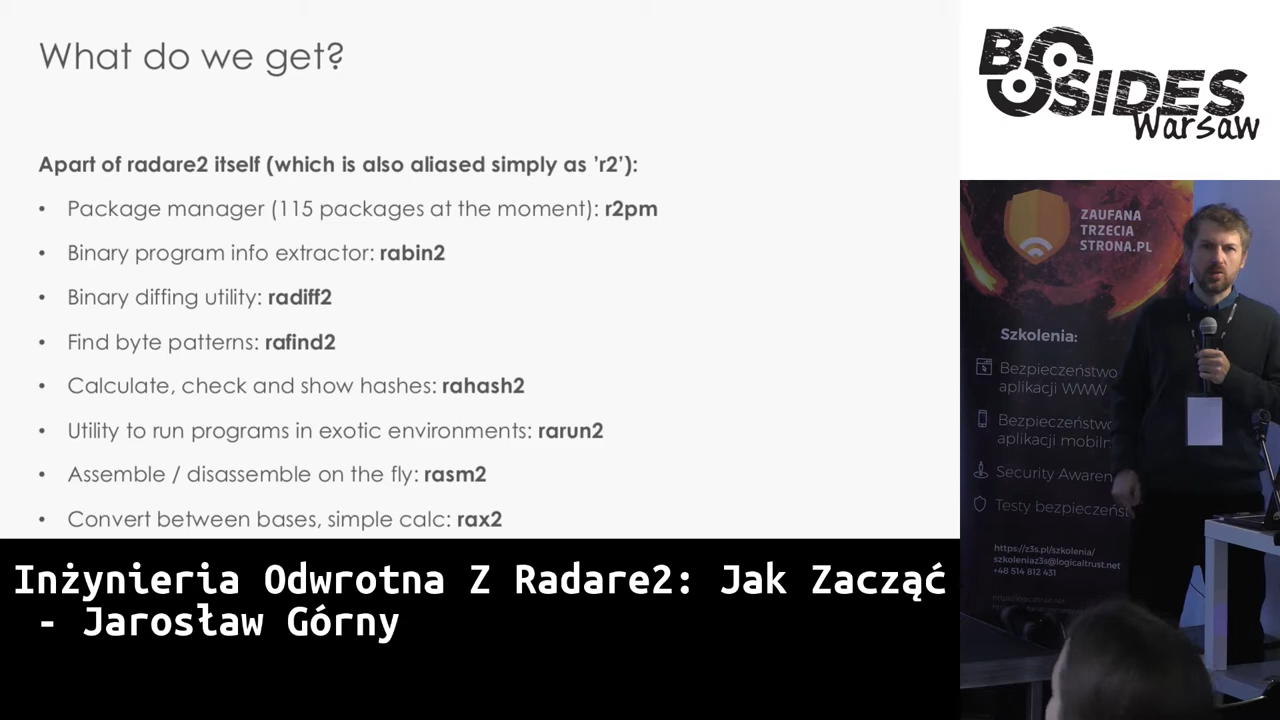 What do we get?
Apart of radare2 itself (which is also aliased simply as ’r2’):
• Package manager (115 packages at the moment): r2pm
• Binary program info extractor: rabin2
• Binary diffing utility: radiff2
• Find byte patterns: rafind2
• Calculate, check and show hashes: rahash2
• Utility to run programs in exotic environments: rarun2
• Assemble / disassemble on the fly: rasm2
• Convert between bases, simple calc: rax2
Inżynieria Odwrotna Z Radare2: Jak Zacząć
- Jarosław Górny
BSIDES
Warsaw
ZAUFANA
TRZECIA
STRONA.PL
Szkolenia:
Bezpieczeństwo
aplikacji WWW
Bezpieczeństwo
aplikacji mobiln
Security Awaren
Testy bezpieczeńst
https://z3s.pl/szkolenia/
szkoleniaz3s@logicaltrust.net
+48 514 812 431